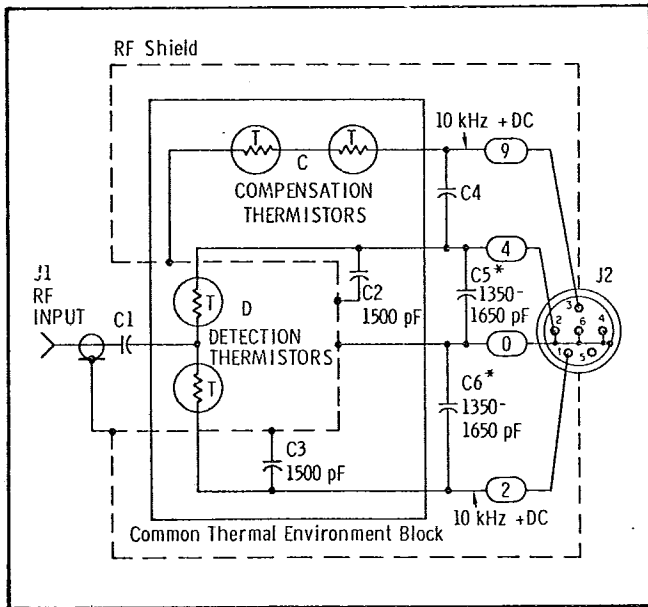 RF Shield
10 kHz +DC
9
T
T
C
COMPENSATION
THERMISTORS
C4
4
J2
J1
RF
INPUT
C1
T
D
DETECTION
THERMISTORS
T
C2
1500 pF
C5*
1350-
1650 pF
0
3
2
6
4
1
5
C6*
1350-
1650 pF
C3
1500 pF
2
10 kHz +DC
Common Thermal Environment Block